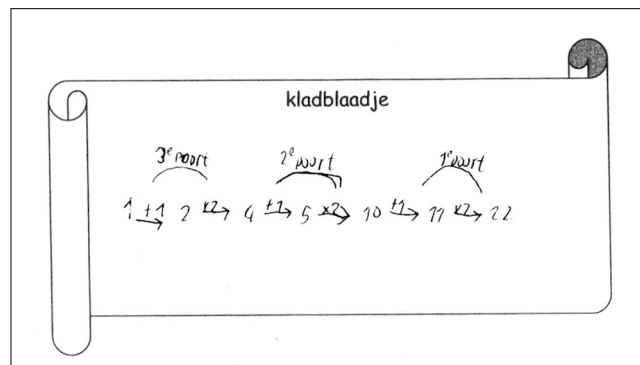 kladblaadje
3e poort 2e poort 1e poort
1 +1→ 2 x2→ 4 +1→ 5 x2→ 10 +1→ 11 x2→ 22